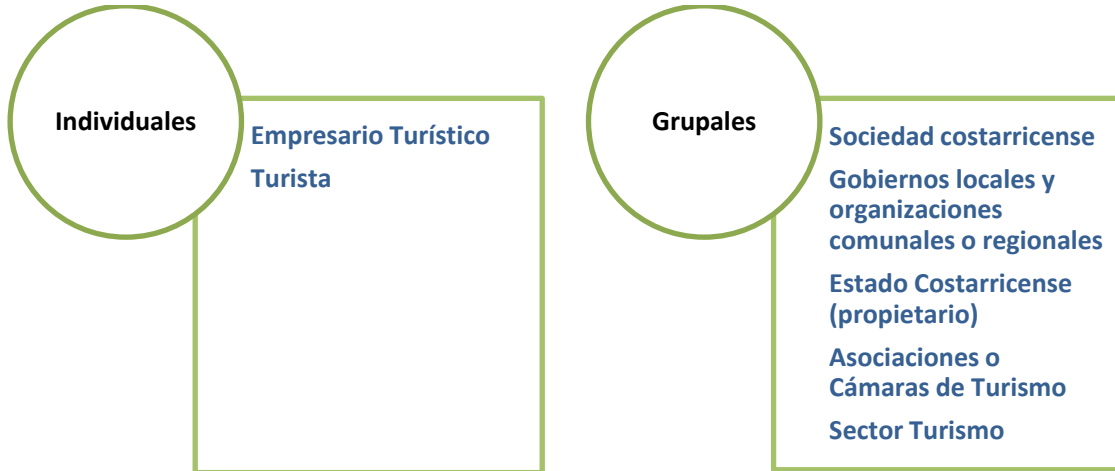 Individuales
Empresario Turístico
Turista
Grupales
Sociedad costarricense
Gobiernos locales y
organizaciones
comunales o regionales
Estado Costarricense
(propietario)
Asociaciones o
Cámaras de Turismo
Sector Turismo